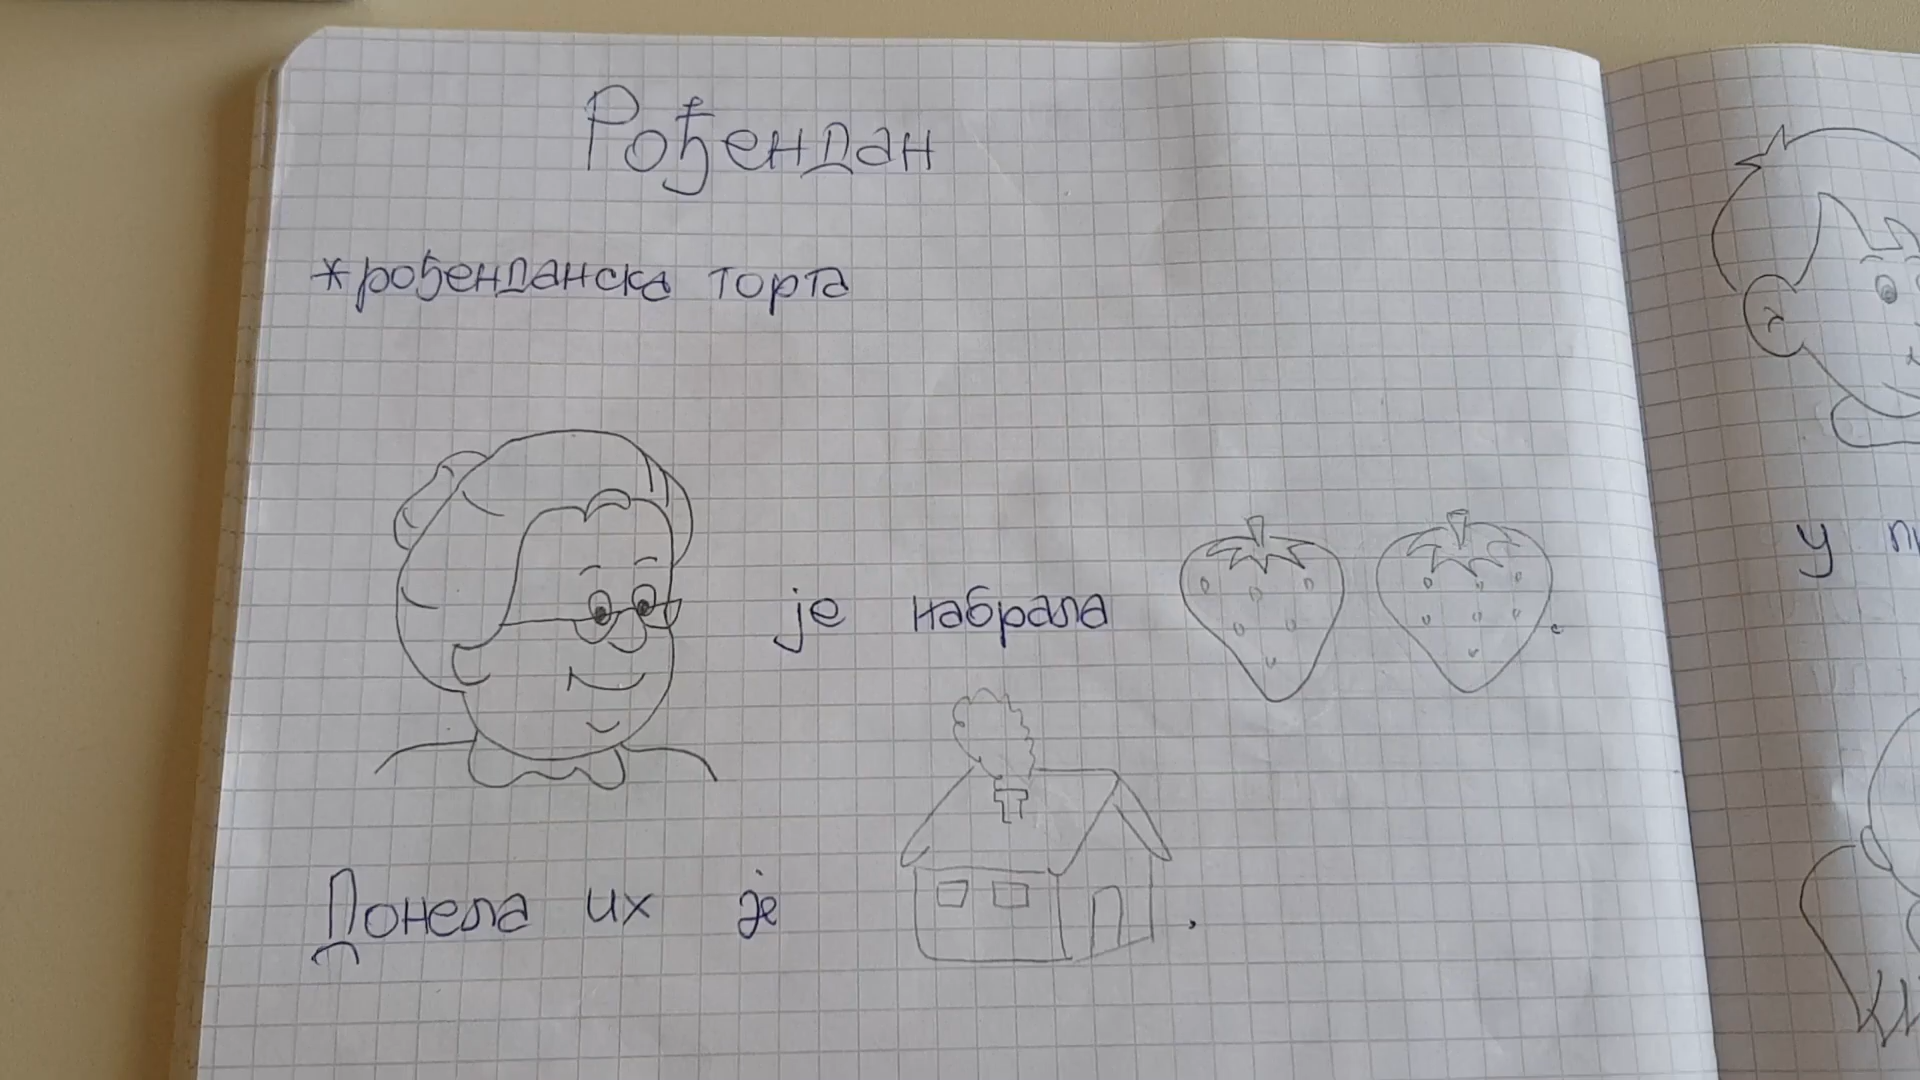 Рођендан
*рођенданска торта
је набрала .
Донела их је .
у